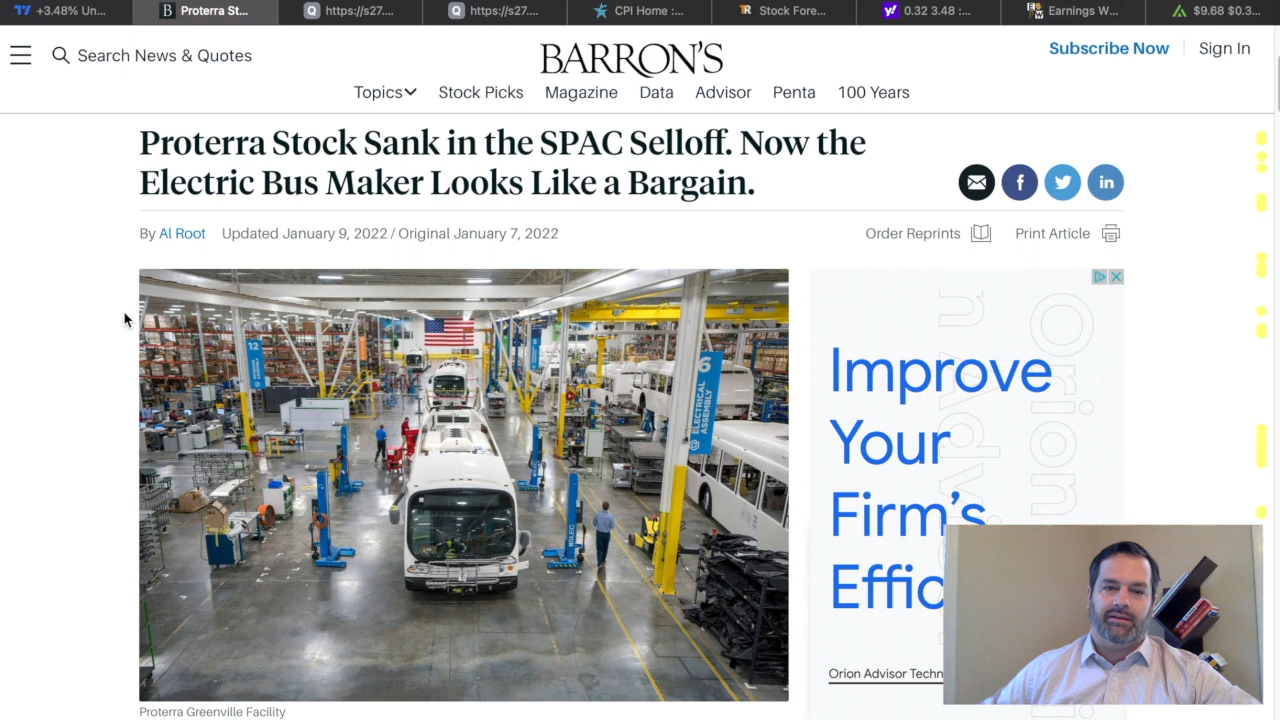 +3.48% Un...
Proterra St...
https://s27....
https://s27....
CPI Home :...
Stock Fore...
0.32 3.48 :...
Earnings W...
$9.68 $0.3...
Search News & Quotes
BARRON'S
Subscribe Now
Sign In
Topics
Stock Picks
Magazine
Data
Advisor
Penta
100 Years
Proterra Stock Sank in the SPAC Selloff. Now the
Electric Bus Maker Looks Like a Bargain.
By Al Root Updated January 9, 2022 / Original January 7, 2022
Order Reprints
Print Article
12
6
ELECTRICAL
ASSEMBLY
Improve
Your
Firm's
Effic
Orion Advisor Techn
Proterra Greenville Facility